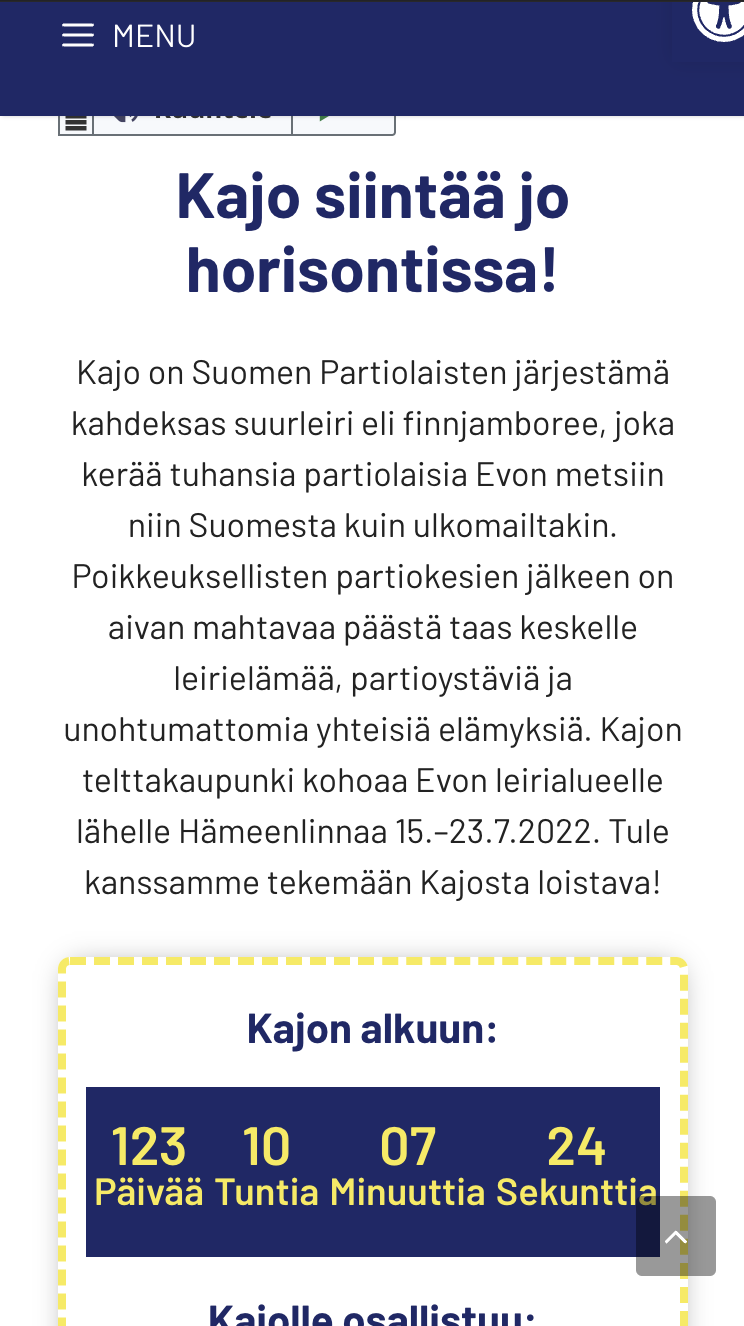 MENU
Kuuntele
Kajo siintää jo
horisontissa!
Kajo on Suomen Partiolaisten järjestämä
kahdeksas suurleiri eli finnjamboree, joka
kerää tuhansia partiolaisia Evon metsiin
niin Suomesta kuin ulkomailtakin.
Poikkeuksellisten partiokesien jälkeen on
aivan mahtavaa päästä taas keskelle
leirielämää, partioystäviä ja
unohtumattomia yhteisiä elämyksiä. Kajon
telttakaupunki kohoaa Evon leirialueelle
lähelle Hämeenlinnaa 15.–23.7.2022. Tule
kanssamme tekemään Kajosta loistava!
Kajon alkuun:
123 10 07 24
Päivää Tuntia Minuuttia Sekunttia
Kajolle osallistuu: